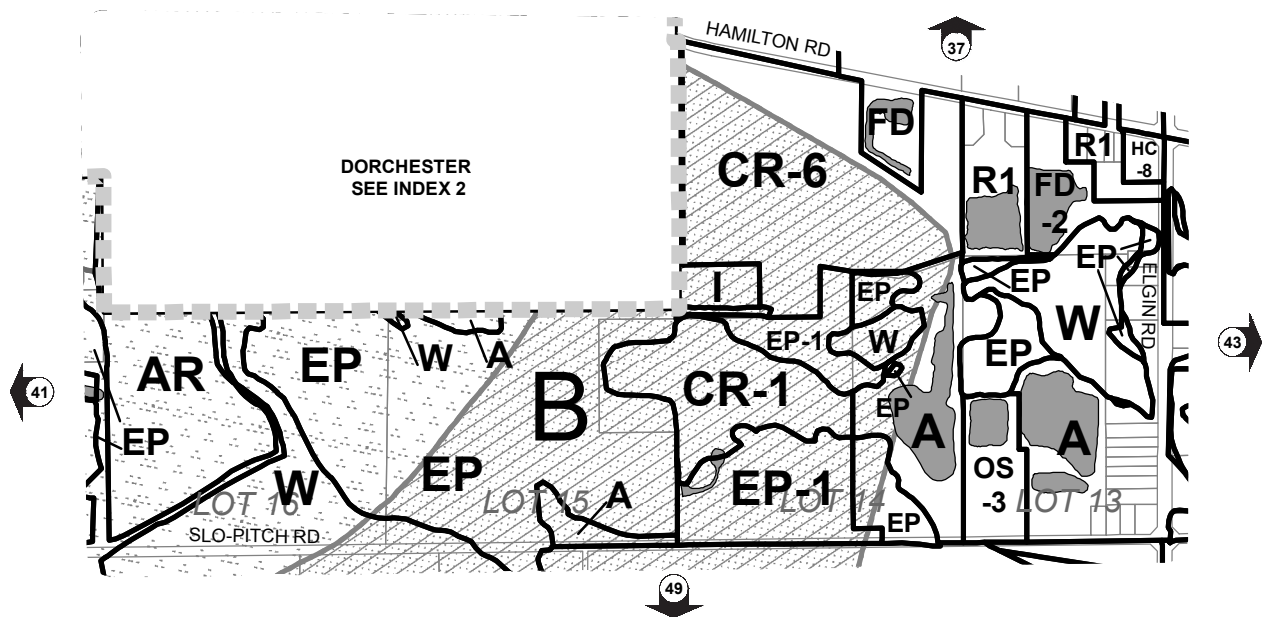 HAMILTON RD
37
FD
DORCHESTER
SEE INDEX 2
CR-6
R1
HC
-8
R1
FD
-2
EP
EP
ELGIN RD
I
EP
W
43
EP-1
W
EP
W
A
EP
AR
41
CR-1
B
EP
A
A
EP
EP
OS
-3
W
EP-1
A
LOT 16
LOT 15
LOT 14
LOT 13
EP
SLO-PITCH RD
49